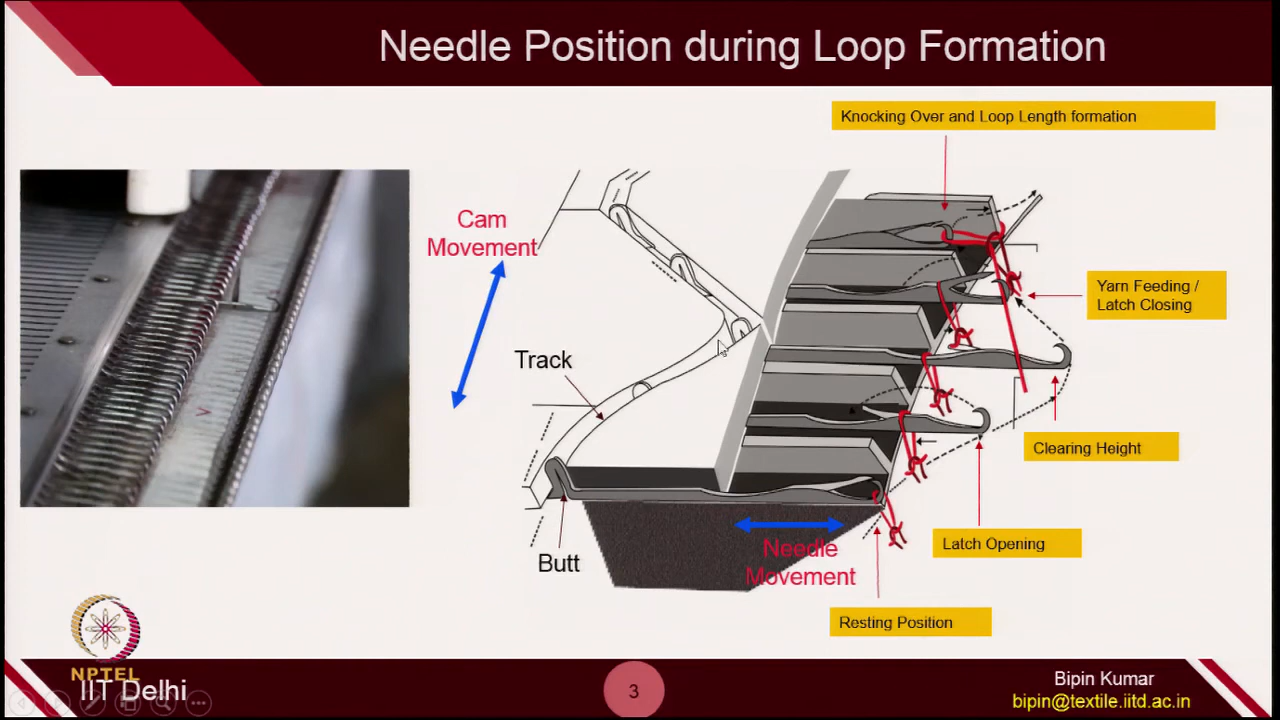 Needle Position during Loop Formation
Knocking Over and Loop Length formation
Cam
Movement
Yarn Feeding /
Latch Closing
Track
Clearing Height
Latch Opening
Needle
Movement
Butt
Resting Position
NPTEL
IIT Delhi
3
Bipin Kumar
bipin@textile.iitd.ac.in